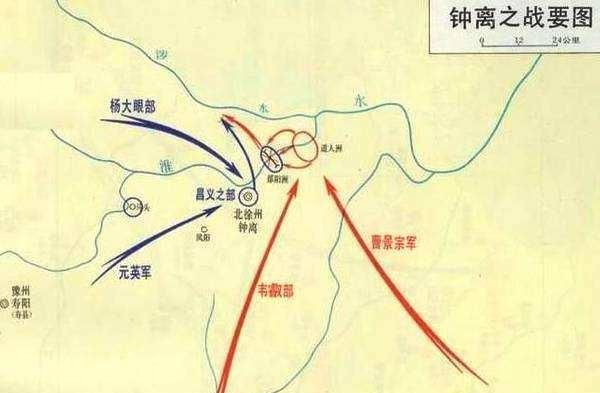 钟离之战要图
0 12 24公里
涉
水
水
杨大眼部
道人洲
淮
邵阳洲
昌义之部
北徐州
钟离
马头
凤阳
曹景宗军
元英军
韦叡部
豫州
寿阳
(寿县)